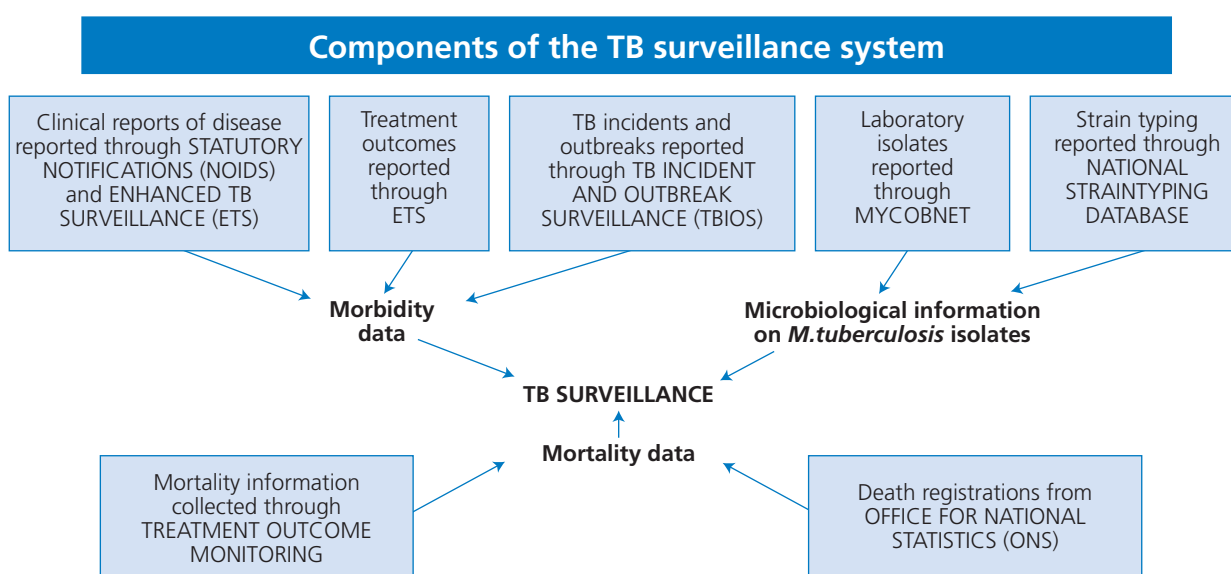 Components of the TB surveillance system
Clinical reports of disease
reported through STATUTORY
NOTIFICATIONS (NOIDS)
and ENHANCED TB
SURVEILLANCE (ETS)
Treatment
outcomes
reported
through
ETS
TB incidents and
outbreaks reported
through TB INCIDENT
AND OUTBREAK
SURVEILLANCE (TBIOS)
Laboratory
isolates
reported
through
MYCOBNET
Strain typing
reported through
NATIONAL
STRAINTYPING
DATABASE
Morbidity
data
Microbiological information
on M.tuberculosis isolates
TB SURVEILLANCE
Mortality data
Mortality information
collected through
TREATMENT OUTCOME
MONITORING
Death registrations from
OFFICE FOR NATIONAL
STATISTICS (ONS)